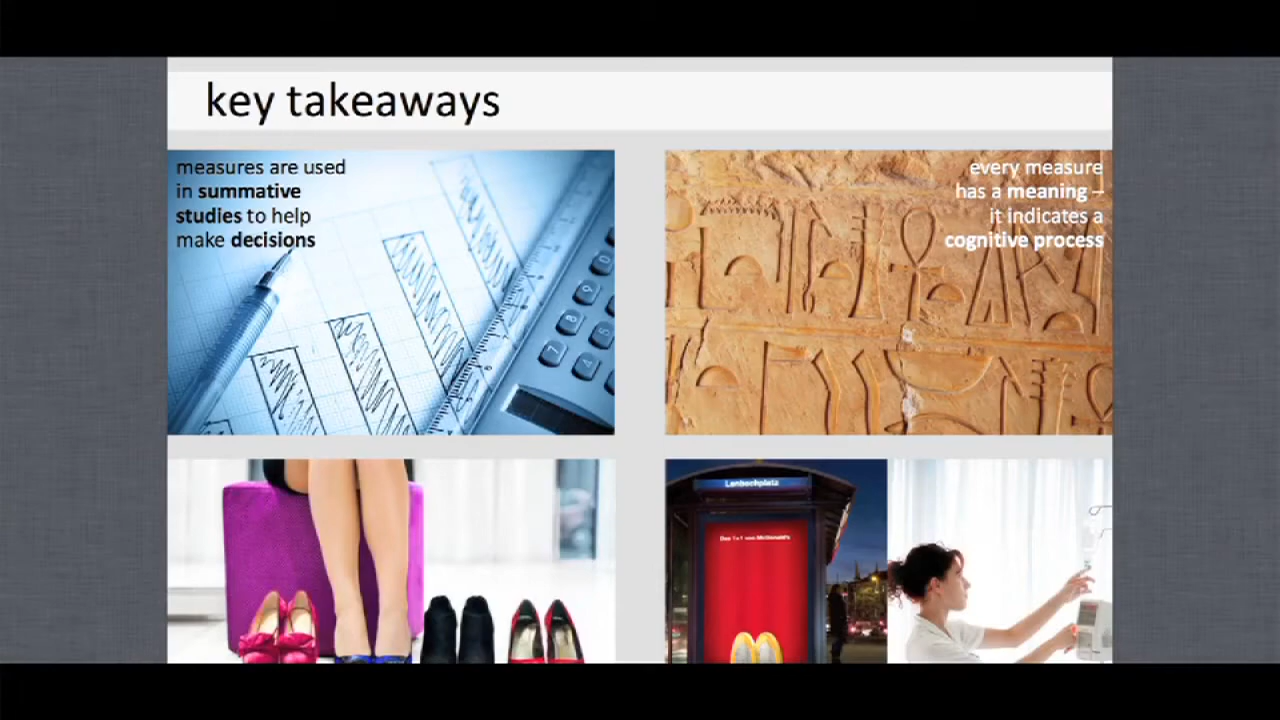 key takeaways
measures are used
in summative
studies to help
make decisions
every measure
has a meaning –
it indicates a
cognitive process
Lenbachplatz